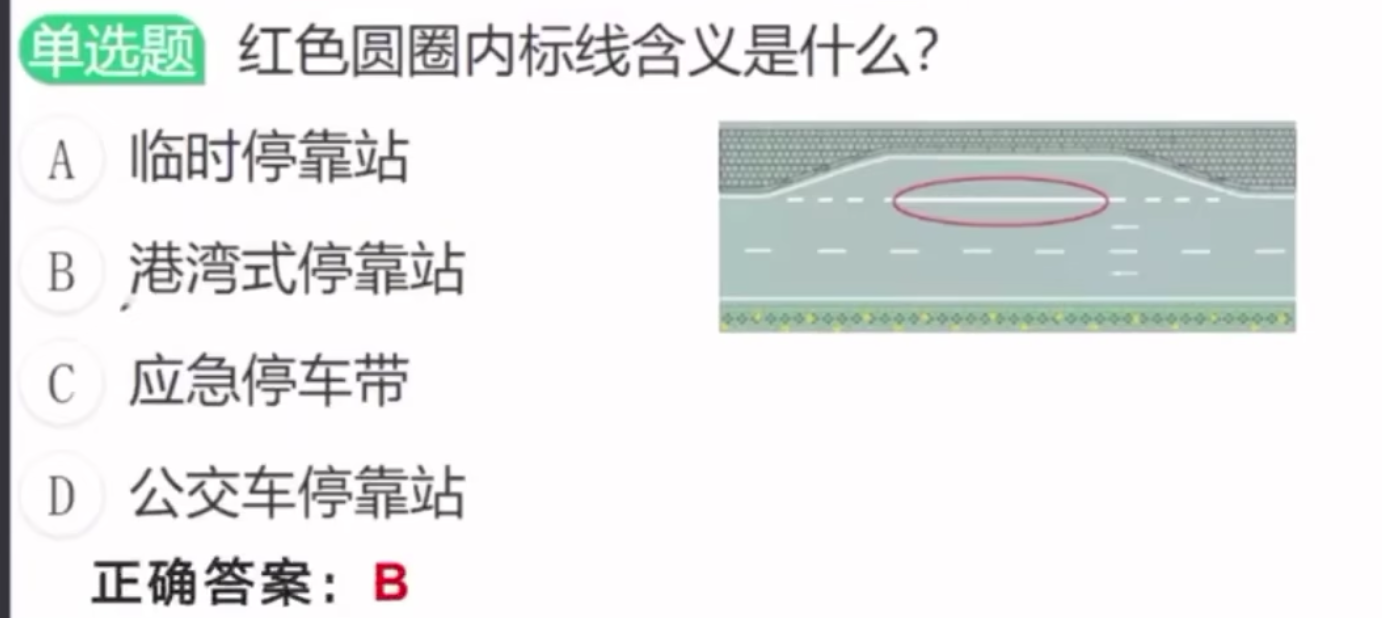 单选题 红色圆圈内标线含义是什么?
A 临时停靠站
B 港湾式停靠站
C 应急停车带
D 公交车停靠站
正确答案: B